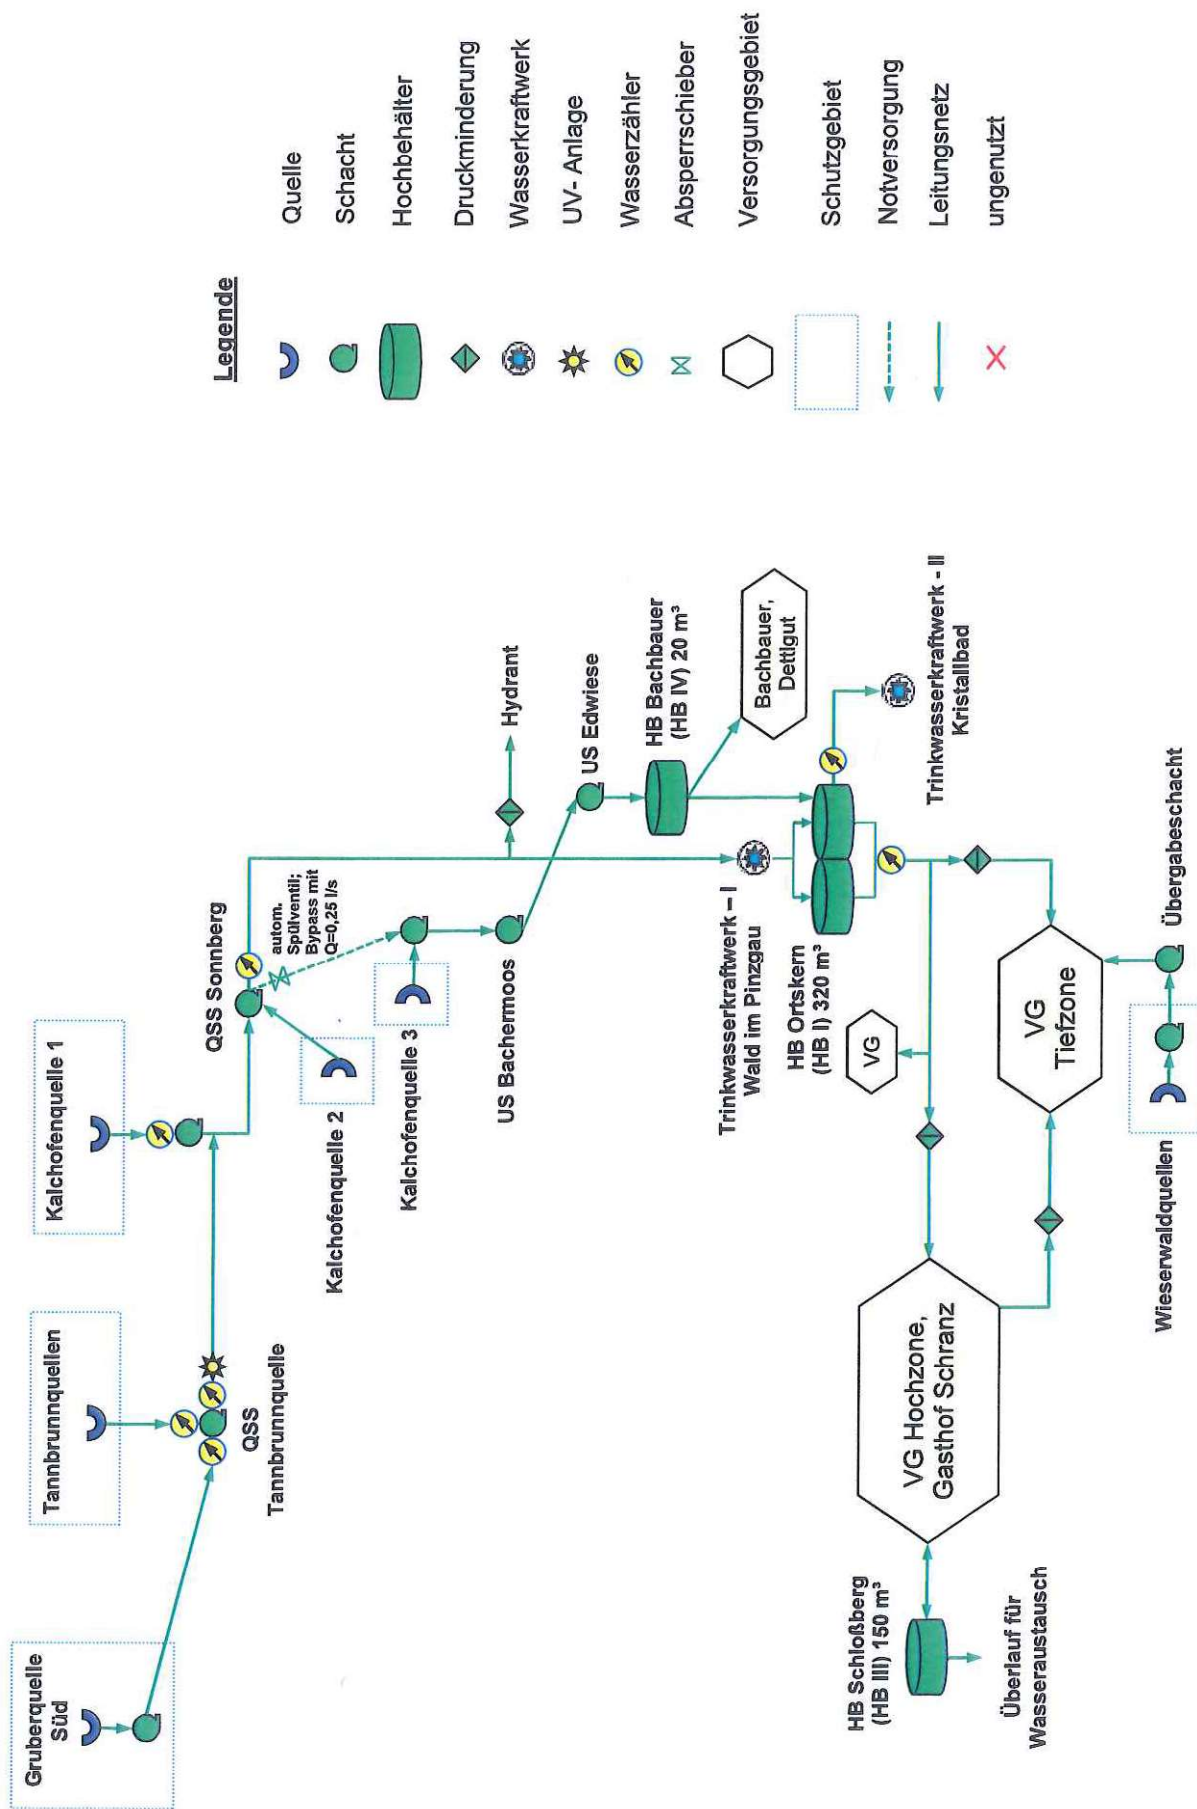 Gruberquelle
Süd
Tannbrunnquellen
QSS
Tannbrunnquelle
Kalchofenquelle 1
QSS Sonnberg
Kalchofenquelle 2
autom.
Spülventil;
Bypass mit
Q=0,25 l/s
Kalchofenquelle 3
US Bachermoos
Hydrant
US Edwiese
HB Bachbauer
(HB IV) 20 m³
Bachbauer,
Dettlgut
Trinkwasserkraftwerk – I
Wald im Pinzgau
HB Ortskern
(HB I) 320 m³
Trinkwasserkraftwerk - II
Kristallbad
VG
VG Hochzone,
Gasthof Schranz
HB Schloßberg
(HB III) 150 m³
Überlauf für
Wasseraustausch
VG
Tiefzone
Wieserwaldquellen
Übergabeschacht
Legende
Quelle
Schacht
Hochbehälter
Druckminderung
Wasserkraftwerk
UV- Anlage
Wasserzähler
Absperrschieber
Versorgungsgebiet
Schutzgebiet
Notversorgung
Leitungsnetz
ungenutzt